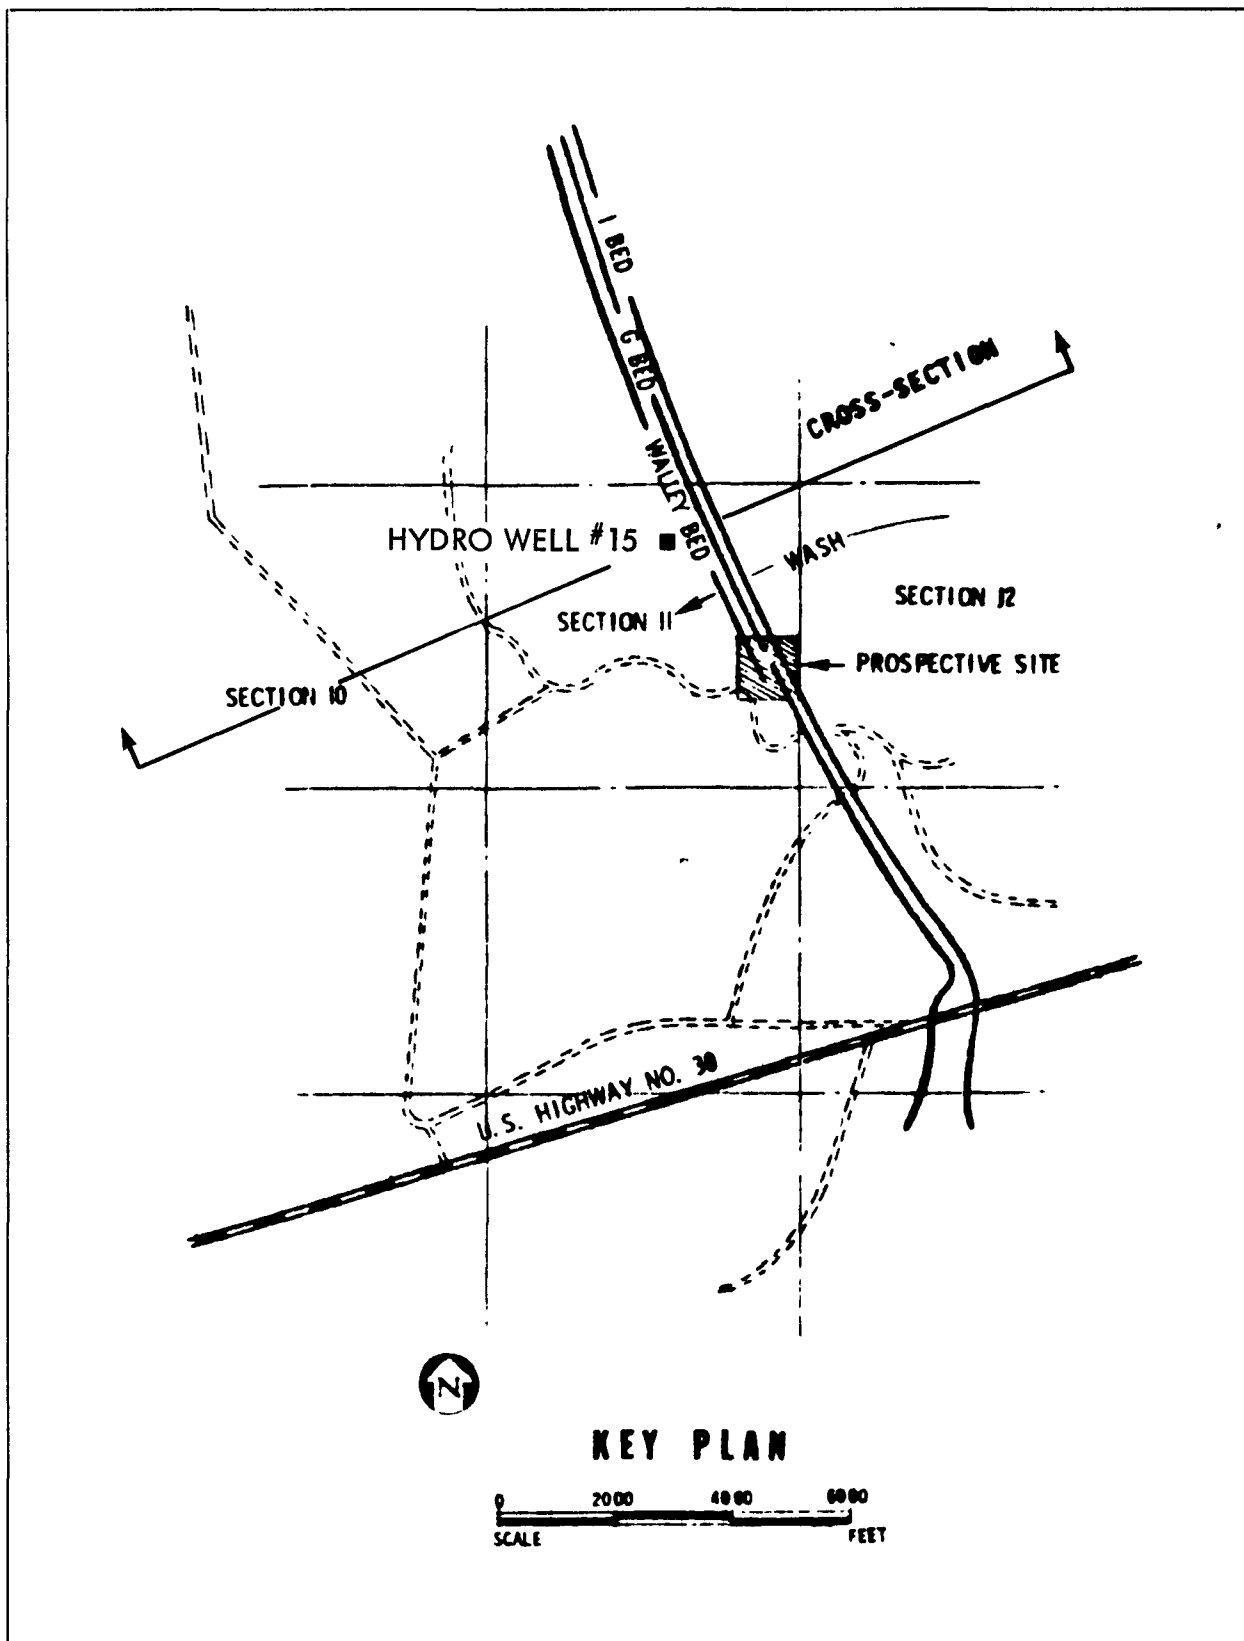 I BED
G BED
WALLEY BED
CROSS-SECTION
HYDRO WELL #15
WASH
SECTION 11
SECTION 12
PROSPECTIVE SITE
SECTION 10
U.S. HIGHWAY NO. 30
N
KEY PLAN
0 2000 4000 6000
SCALE FEET